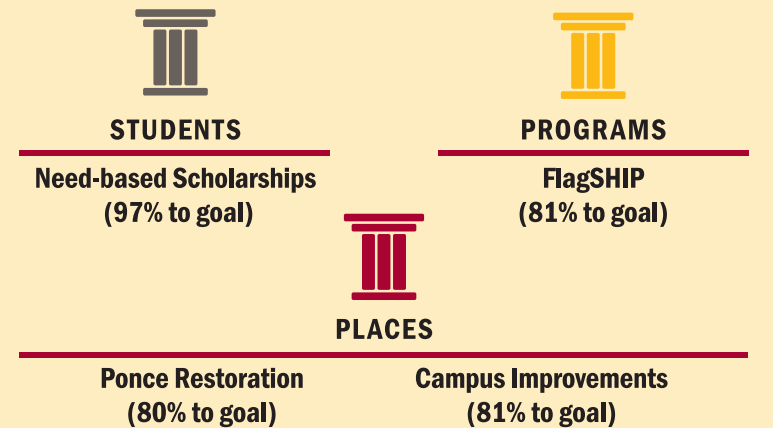 STUDENTS
Need-based Scholarships
(97% to goal)
PROGRAMS
FlagSHIP
(81% to goal)
PLACES
Ponce Restoration
(80% to goal)
Campus Improvements
(81% to goal)